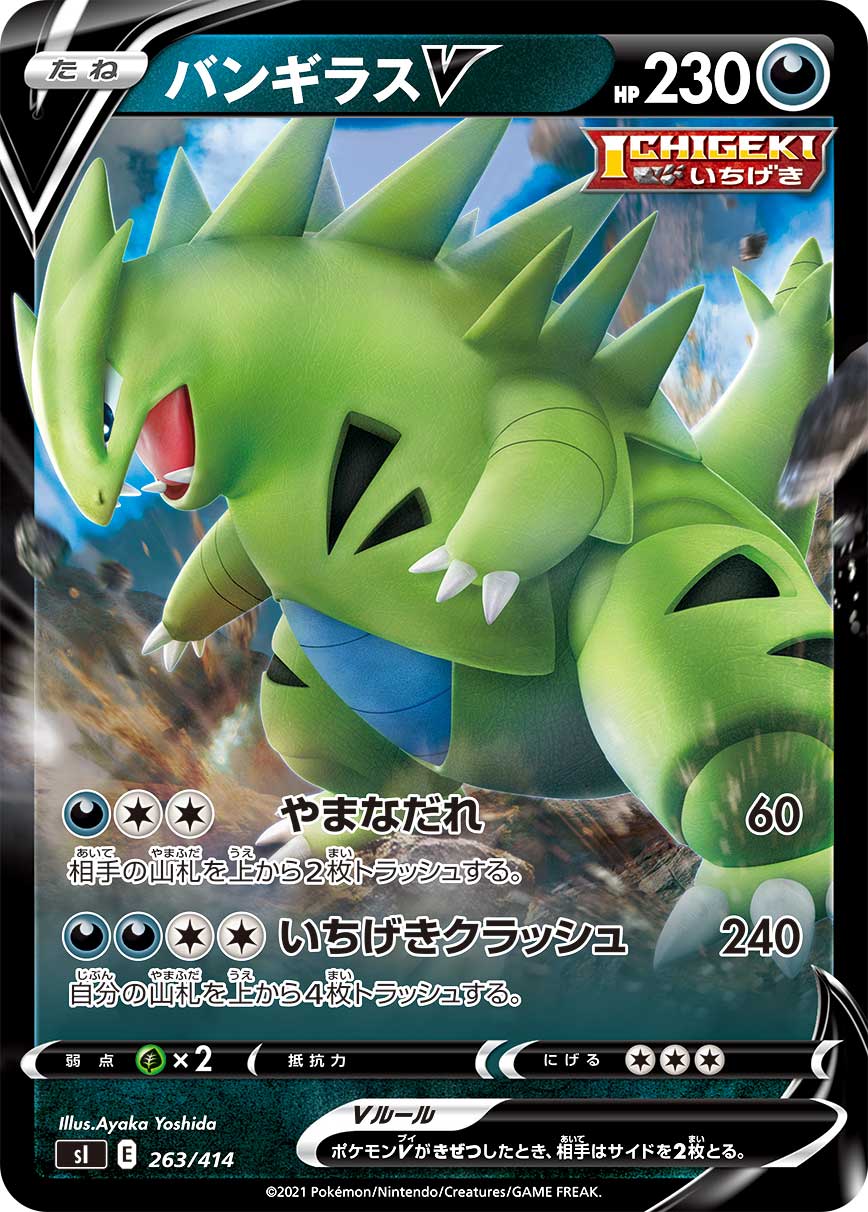 たね
バンギラスV
HP230
ICHIGEKI
いちげき
やまなだれ 60
相手の山札を上から2枚トラッシュする。
いちげきクラッシュ 240
自分の山札を上から4枚トラッシュする。
弱点 ×2 抵抗力 にげる
Illus.Ayaka Yoshida
Vルール
ポケモンVがきぜつしたとき、相手はサイドを2枚とる。
sI E 263/414
©2021 Pokémon/Nintendo/Creatures/GAME FREAK.